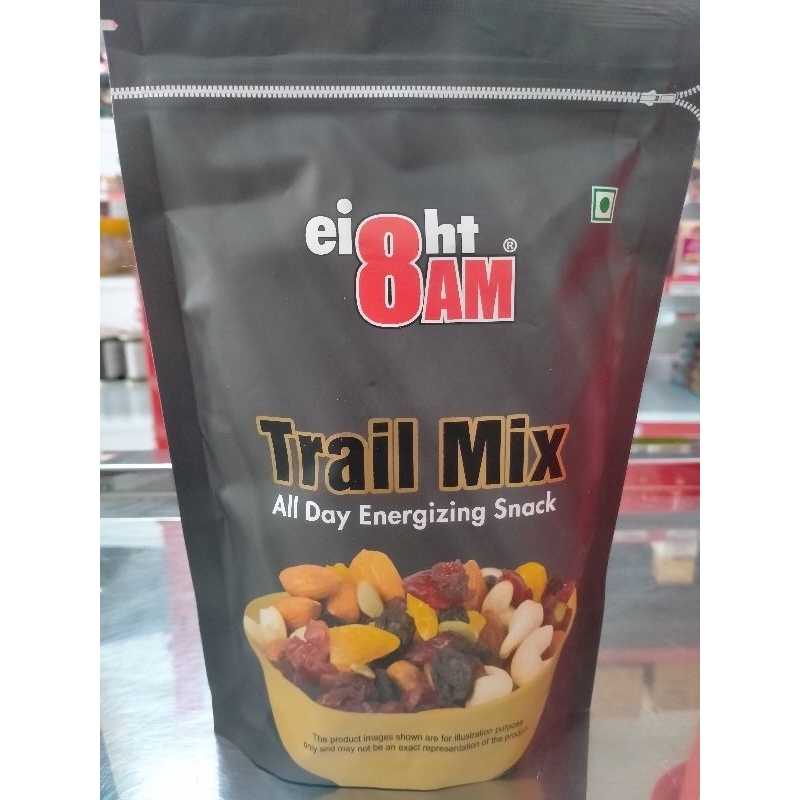 ei8ht ®
8AM
Trail Mix
All Day Energizing Snack
The product images shown are for illustration purpose
only and may not be an exact representation of the product